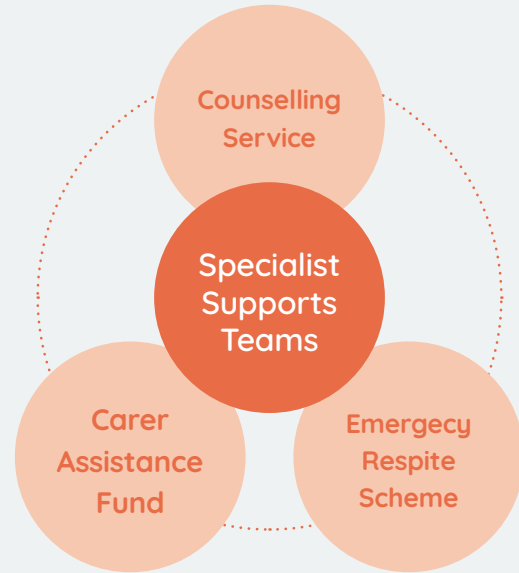 Counselling
Service
Specialist
Supports
Teams
Carer
Assistance
Fund
Emergecy
Respite
Scheme